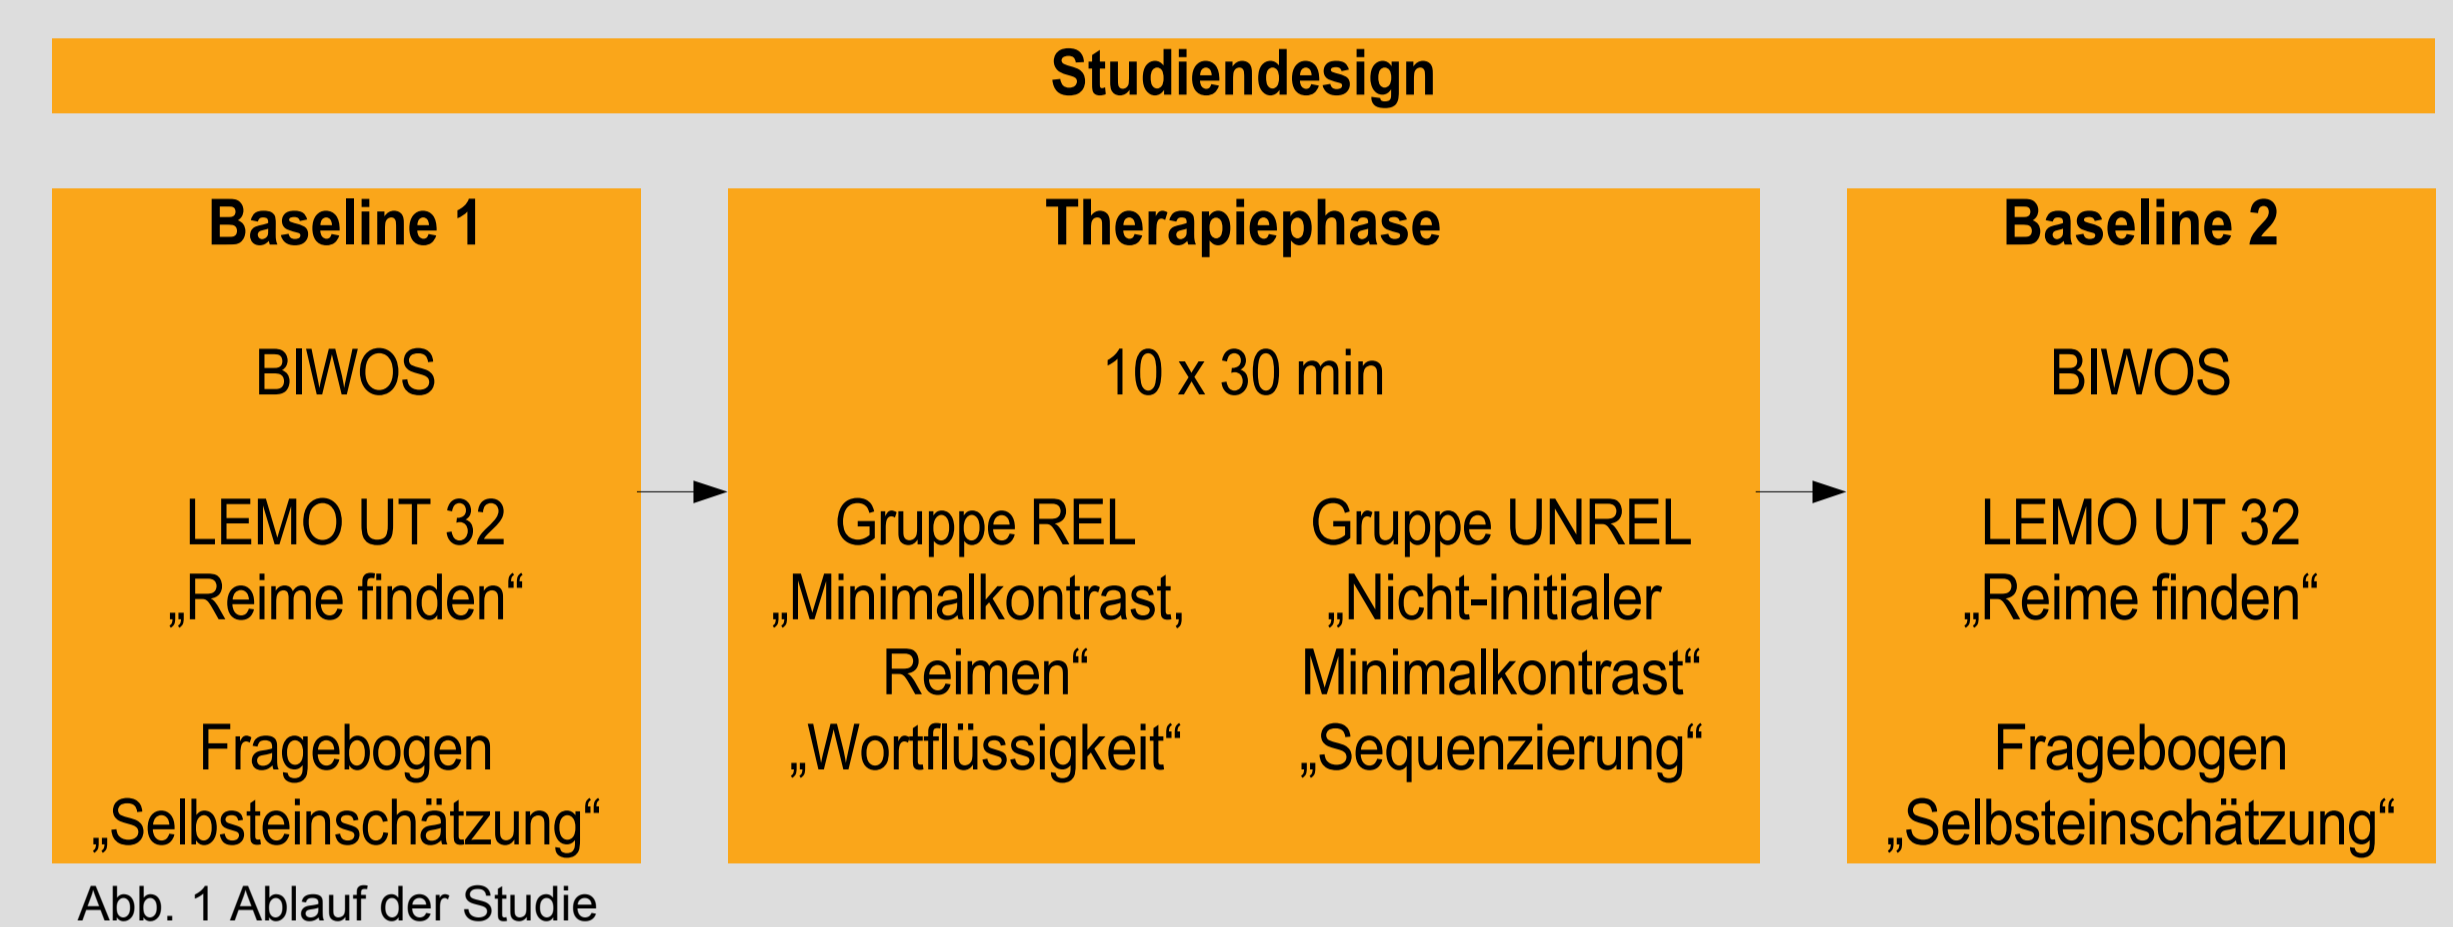 Studiendesign
Baseline 1
BIWOS
LEMO UT 32
„Reime finden“
Fragebogen
„Selbsteinschätzung“
Therapiephase
10 x 30 min
Gruppe REL
„Minimalkontrast,
Reimen“
„Wortflüssigkeit“
Gruppe UNREL
„Nicht-initialer
Minimalkontrast“
„Sequenzierung“
Baseline 2
BIWOS
LEMO UT 32
„Reime finden“
Fragebogen
„Selbsteinschätzung“
Abb. 1 Ablauf der Studie